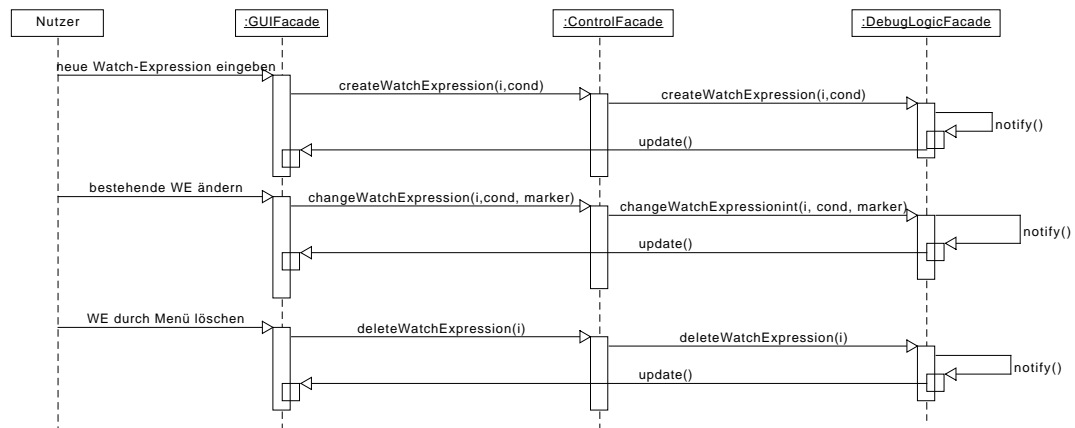 Nutzer
:GUIFacade
:ControlFacade
:DebugLogicFacade
neue Watch-Expression eingeben
createWatchExpression(i,cond)
createWatchExpression(i,cond)
notify()
update()
bestehende WE ändern
changeWatchExpression(i,cond, marker)
changeWatchExpressionint(i, cond, marker)
notify()
update()
WE durch Menü löschen
deleteWatchExpression(i)
deleteWatchExpression(i)
notify()
update()